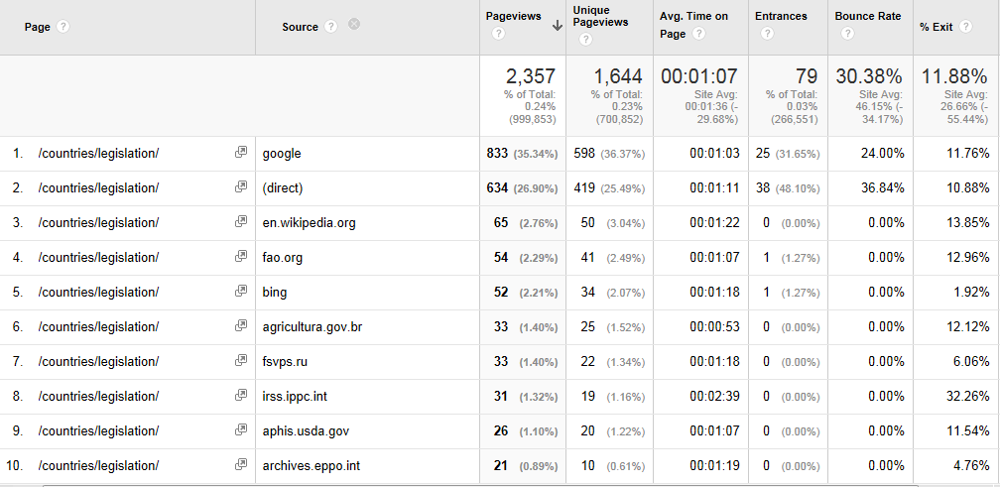 Page ? Source ? Pageviews ? Unique Pageviews ? Avg. Time on Page ? Entrances ? Bounce Rate ? % Exit ?
2,357 1,644 00:01:07 79 30.38% 11.88%
% of Total: 0.24% (999,853) % of Total: 0.23% (700,852) Site Avg: 00:01:36 (-29.68%) % of Total: 0.03% (266,551) Site Avg: 46.15% (-34.17%) Site Avg: 26.66% (-55.44%)
1. /countries/legislation/ google 833 (35.34%) 598 (36.37%) 00:01:03 25 (31.65%) 24.00% 11.76%
2. /countries/legislation/ (direct) 634 (26.90%) 419 (25.49%) 00:01:11 38 (48.10%) 36.84% 10.88%
3. /countries/legislation/ en.wikipedia.org 65 (2.76%) 50 (3.04%) 00:01:22 0 (0.00%) 0.00% 13.85%
4. /countries/legislation/ fao.org 54 (2.29%) 41 (2.49%) 00:01:07 1 (1.27%) 0.00% 12.96%
5. /countries/legislation/ bing 52 (2.21%) 34 (2.07%) 00:01:18 1 (1.27%) 0.00% 1.92%
6. /countries/legislation/ agricultura.gov.br 33 (1.40%) 25 (1.52%) 00:00:53 0 (0.00%) 0.00% 12.12%
7. /countries/legislation/ fsvps.ru 33 (1.40%) 22 (1.34%) 00:01:18 0 (0.00%) 0.00% 6.06%
8. /countries/legislation/ irss.ippc.int 31 (1.32%) 19 (1.16%) 00:02:39 0 (0.00%) 0.00% 32.26%
9. /countries/legislation/ aphis.usda.gov 26 (1.10%) 20 (1.22%) 00:01:07 0 (0.00%) 0.00% 11.54%
10. /countries/legislation/ archives.eppo.int 21 (0.89%) 10 (0.61%) 00:01:19 0 (0.00%) 0.00% 4.76%